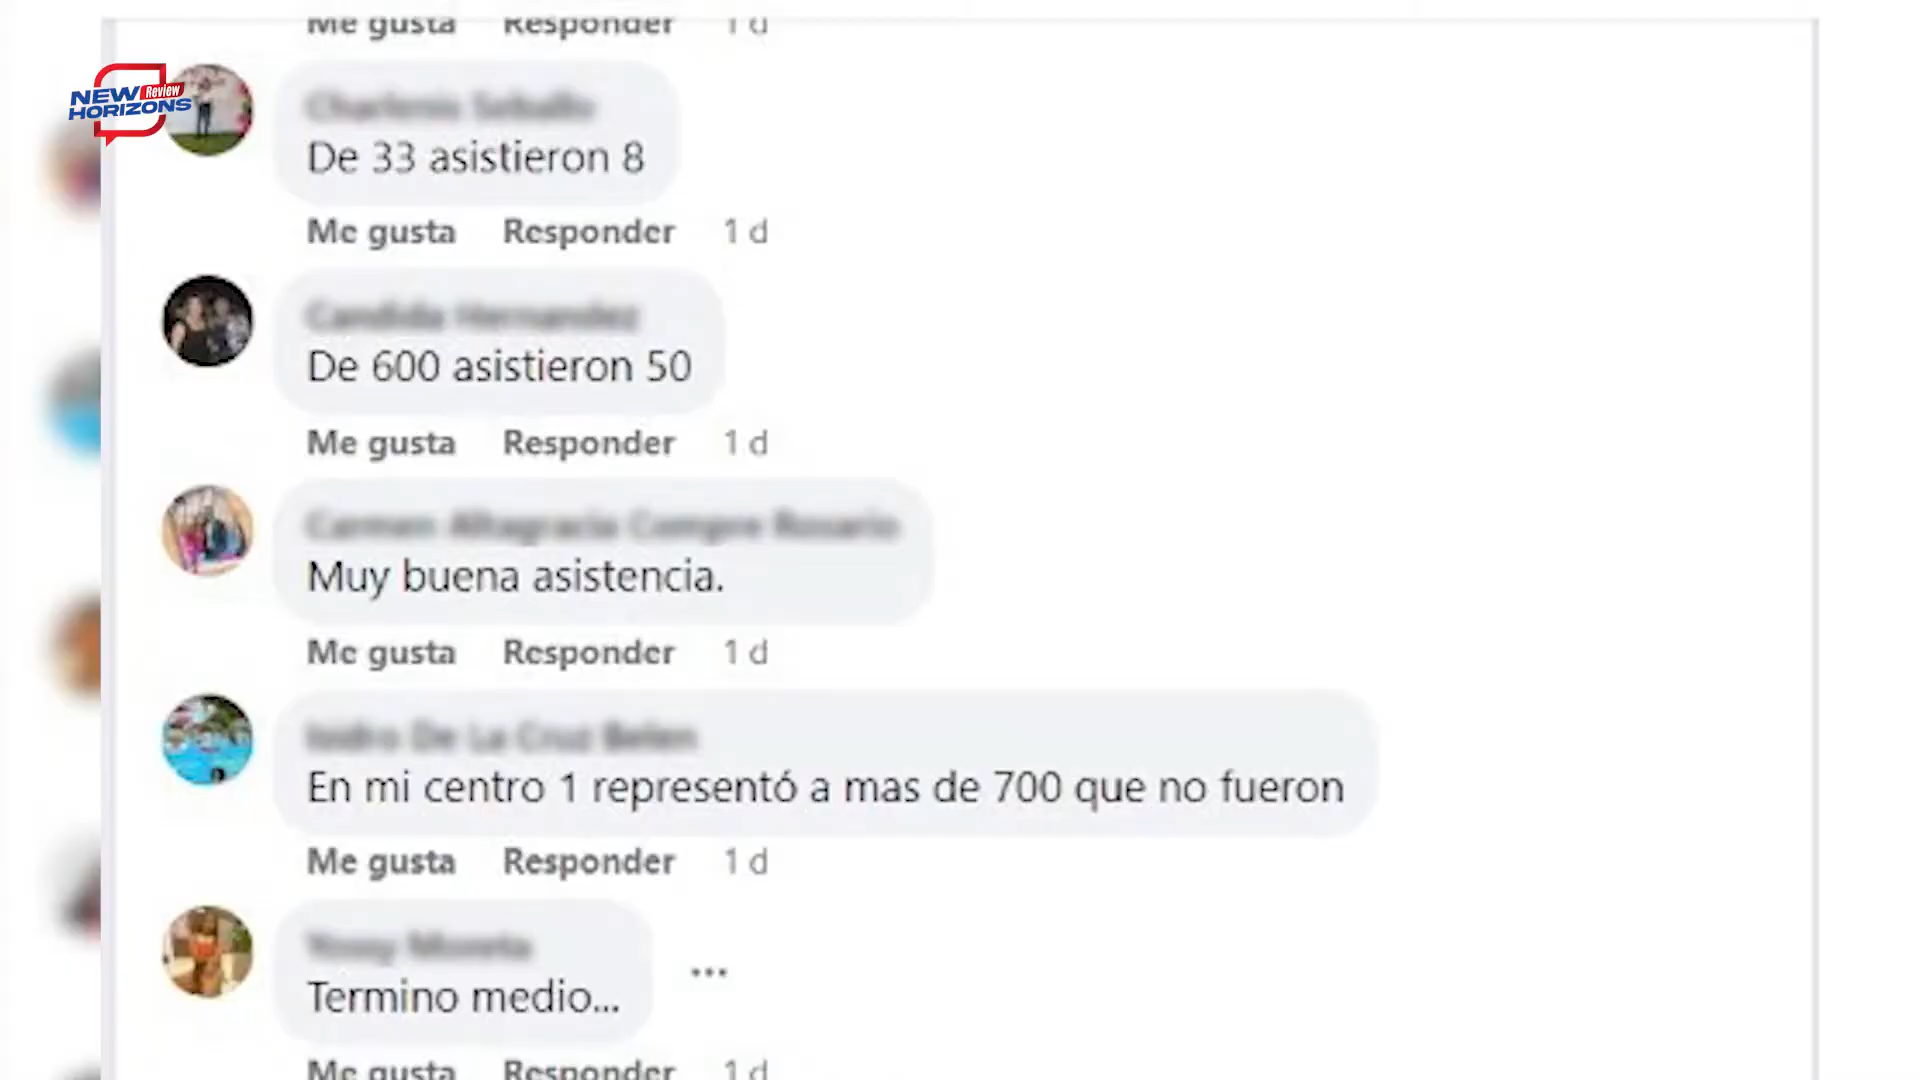 Me gusta Responder 1 d
NEW Review
HORIZONS
De 33 asistieron 8
Me gusta Responder 1 d
De 600 asistieron 50
Me gusta Responder 1 d
Muy buena asistencia.
Me gusta Responder 1 d
En mi centro 1 representó a mas de 700 que no fueron
Me gusta Responder 1 d
Termino medio...
Me gusta Responder 1 d